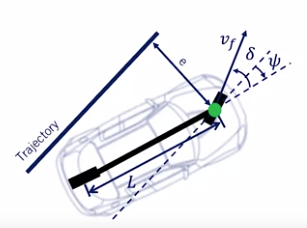 v_f
δ
ψ
e
Trajectory
L